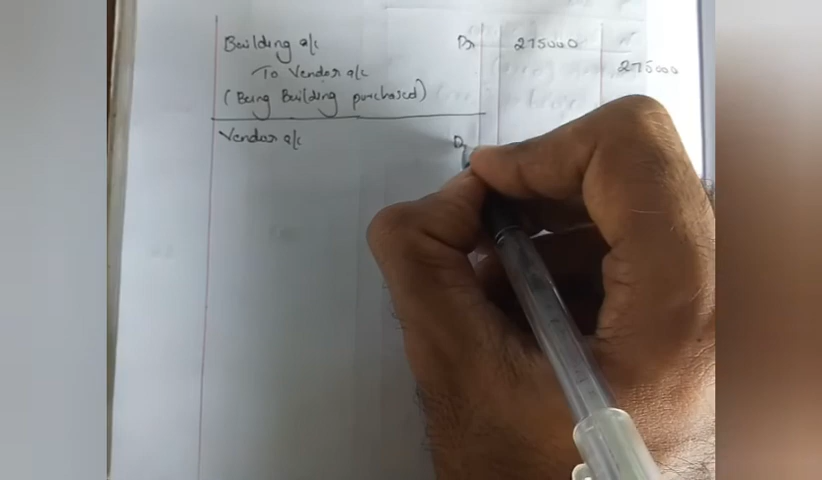 Building a/c Dr 275000
To Vendor a/c 275000
(Being Building purchased)
Vendor a/c Dr